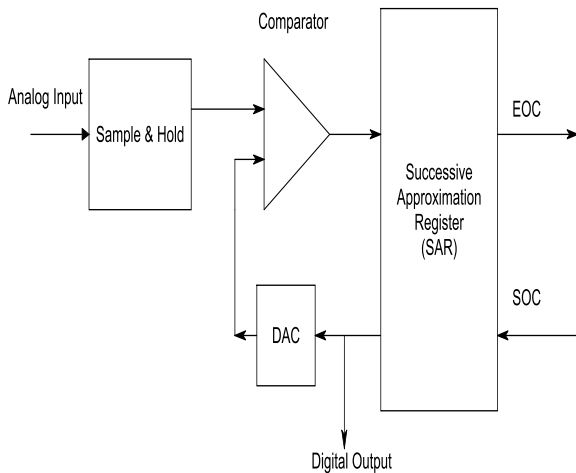 Comparator
Analog Input
Sample & Hold
EOC
Successive
Approximation
Register
(SAR)
SOC
DAC
Digital Output